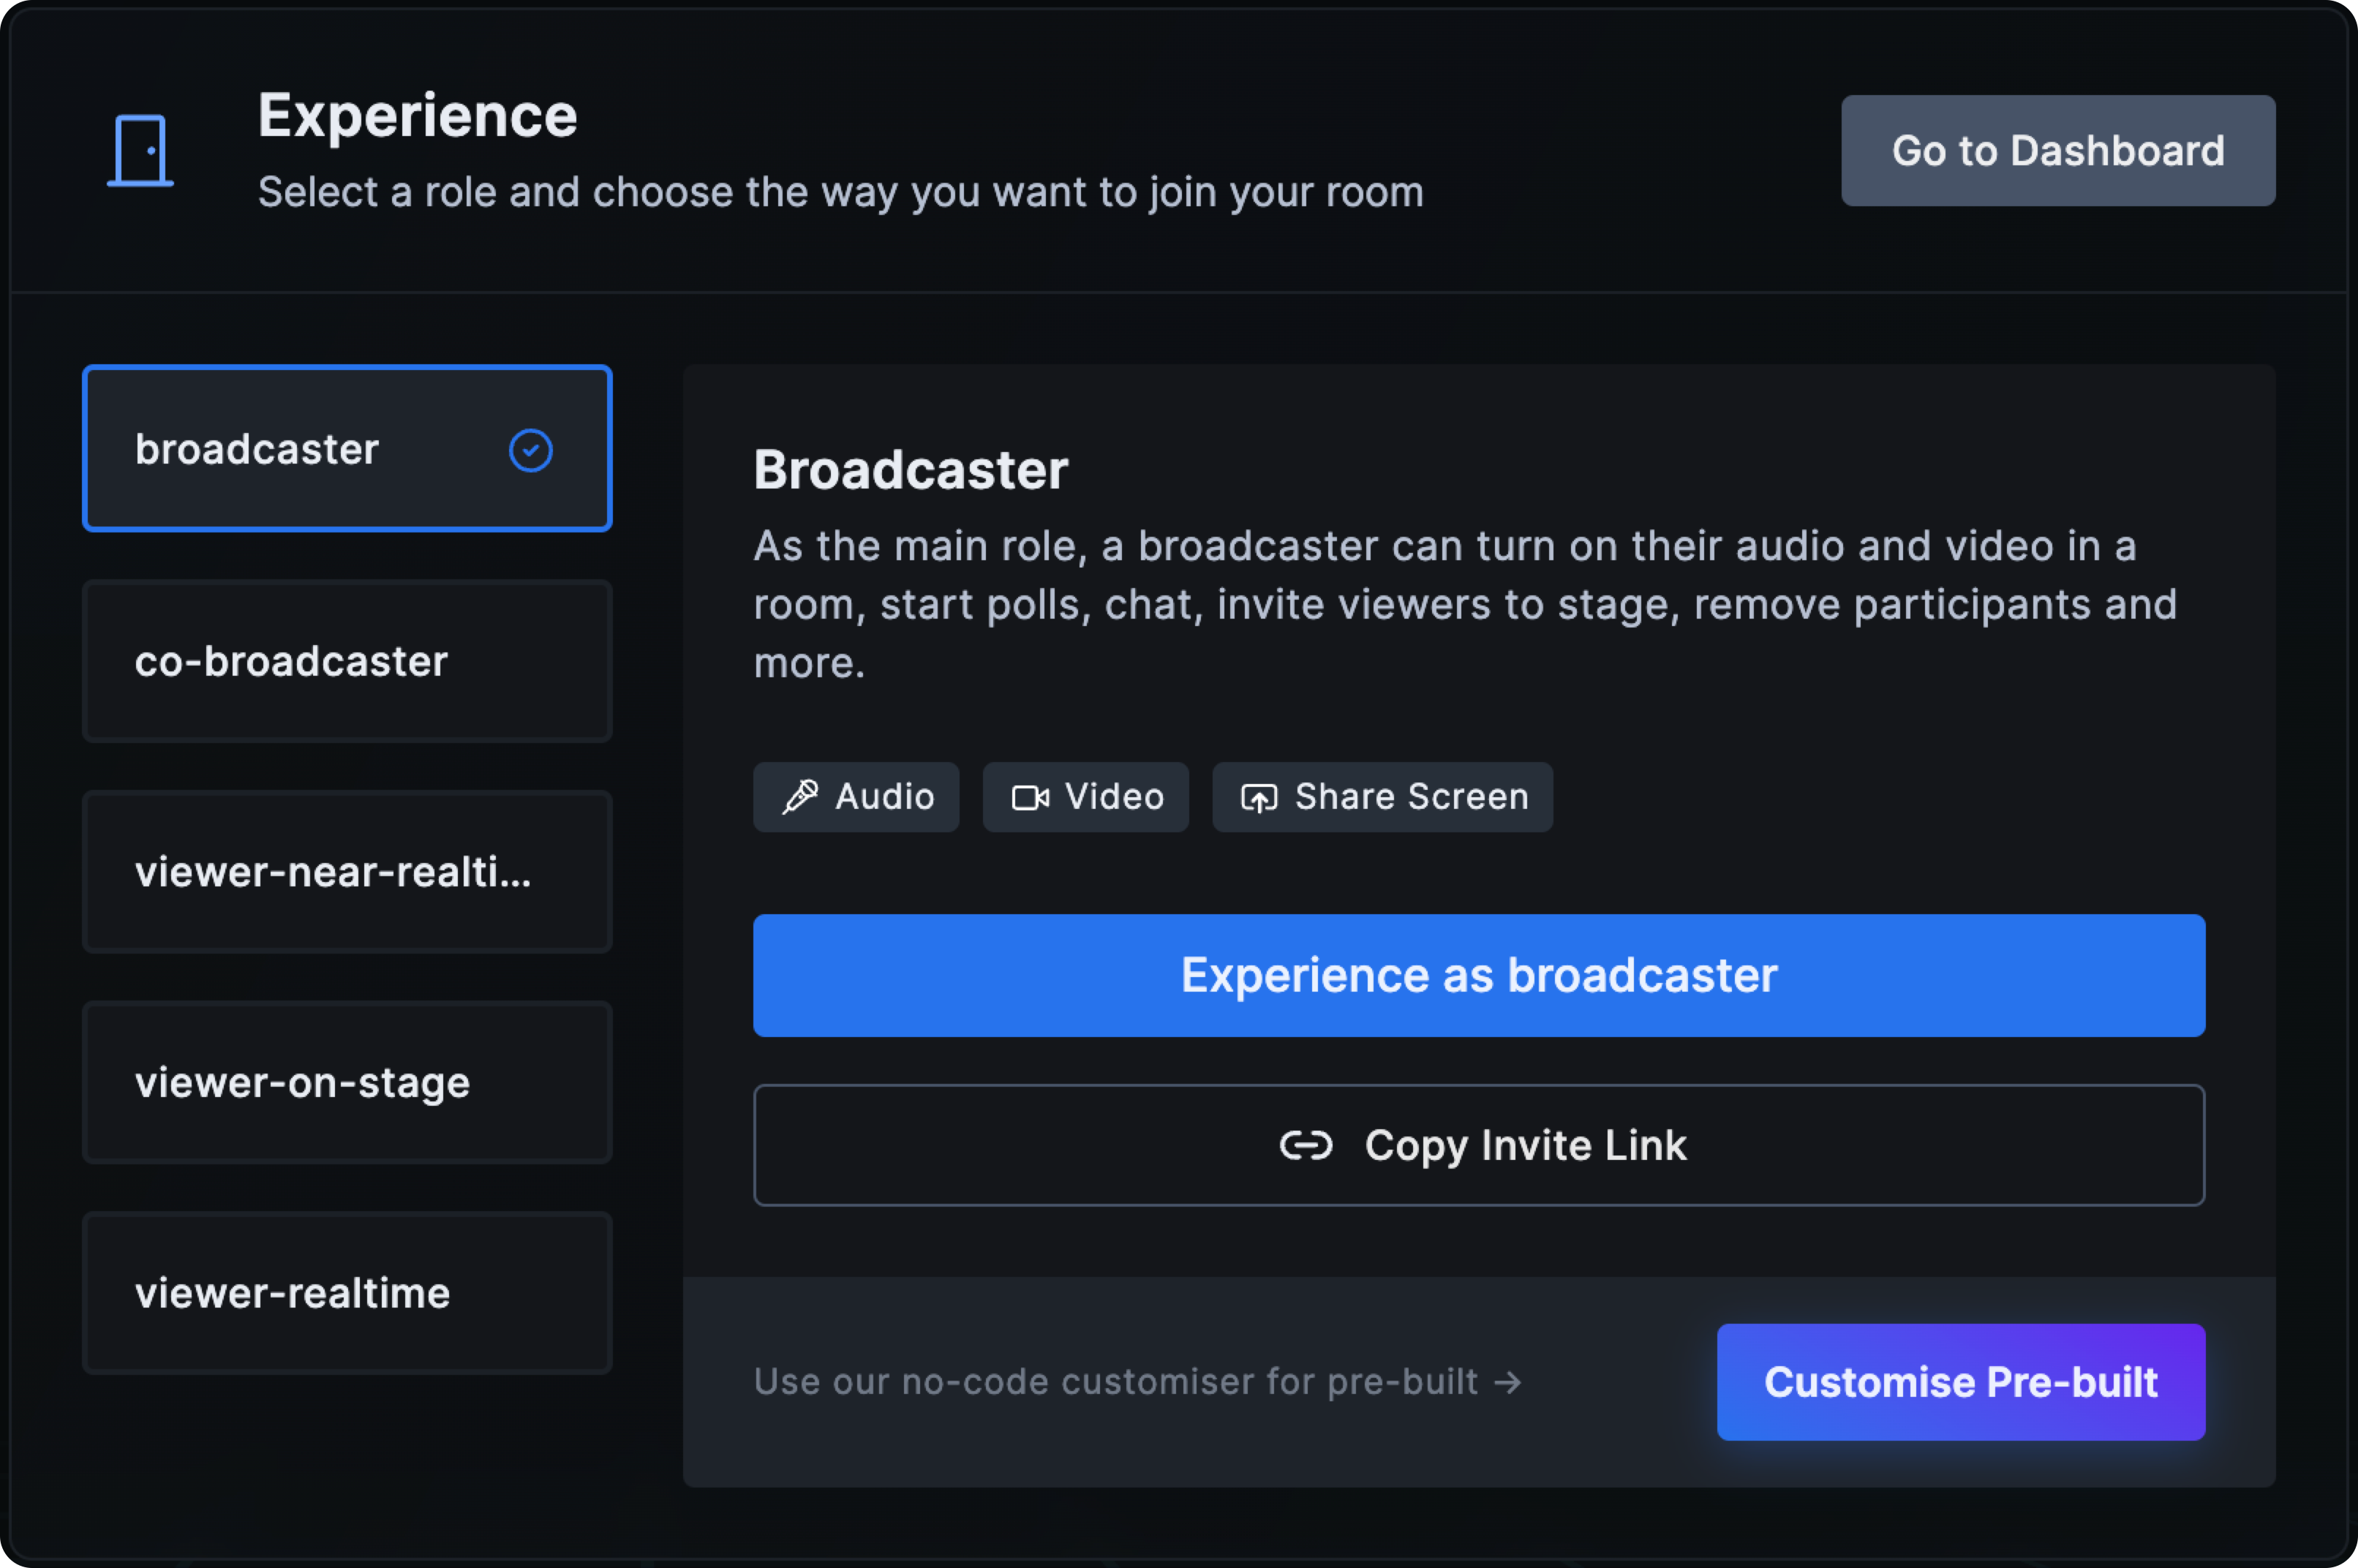 Experience
Select a role and choose the way you want to join your room
Go to Dashboard
broadcaster
co-broadcaster
viewer-near-realti...
viewer-on-stage
viewer-realtime
Broadcaster
As the main role, a broadcaster can turn on their audio and video in a
room, start polls, chat, invite viewers to stage, remove participants and
more.
Audio
Video
Share Screen
Experience as broadcaster
Copy Invite Link
Use our no-code customiser for pre-built →
Customise Pre-built